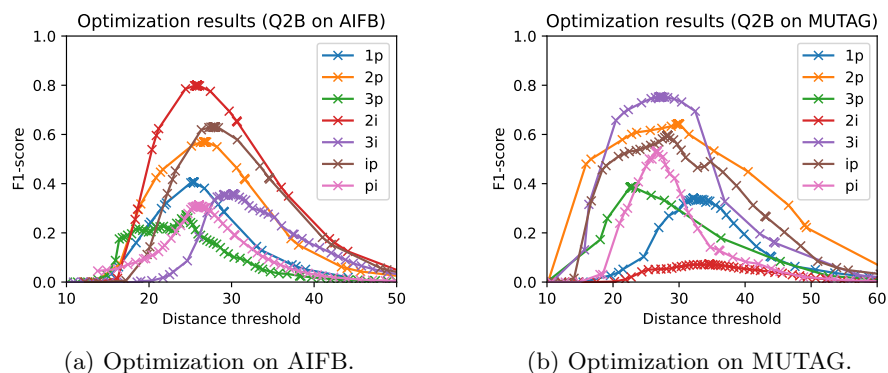 Optimization results (Q2B on AIFB)
1.0
0.8
0.6
0.4
0.2
0.0
F1-score
10 20 30 40 50
Distance threshold
1p
2p
3p
2i
3i
ip
pi
(a) Optimization on AIFB.
Optimization results (Q2B on MUTAG)
1.0
0.8
0.6
0.4
0.2
0.0
F1-score
10 20 30 40 50 60
Distance threshold
1p
2p
3p
2i
3i
ip
pi
(b) Optimization on MUTAG.